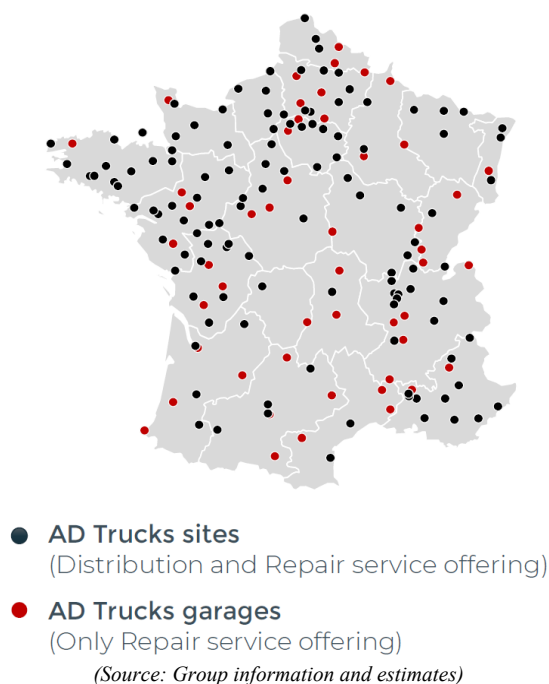 AD Trucks sites
(Distribution and Repair service offering)
AD Trucks garages
(Only Repair service offering)
(Source: Group information and estimates)